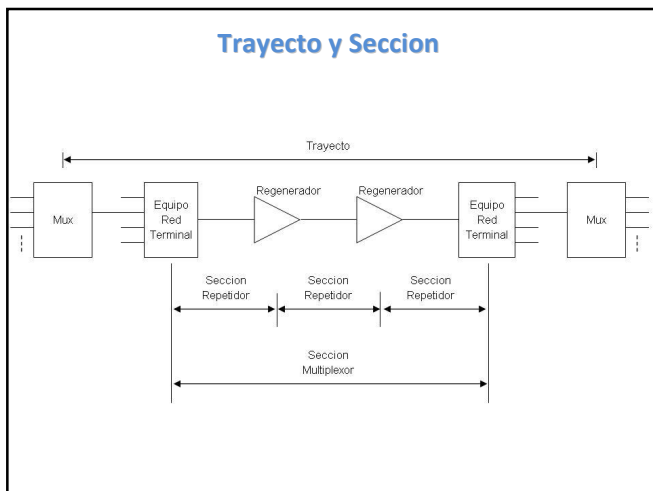 Trayecto y Seccion
Trayecto
Regenerador
Regenerador
Mux
Equipo
Red
Terminal
Equipo
Red
Terminal
Mux
Seccion
Repetidor
Seccion
Repetidor
Seccion
Repetidor
Seccion
Multiplexor